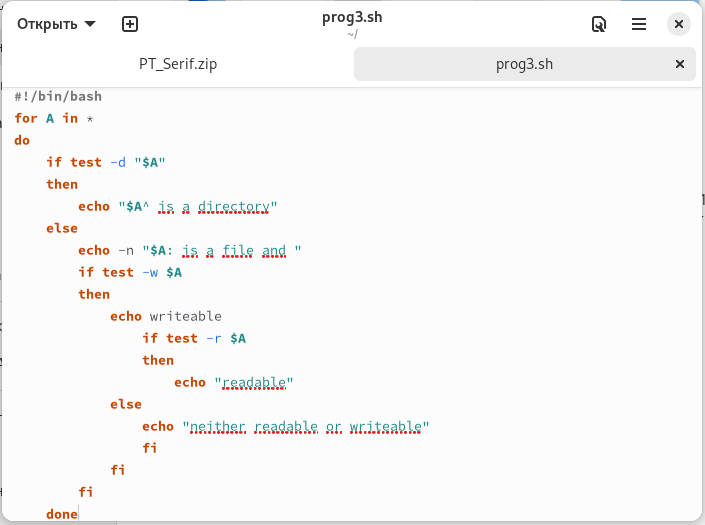 Открыть
prog3.sh
~/
PT_Serif.zip
prog3.sh
#!/bin/bash
for A in *
do
    if test -d "$A"
    then
        echo "$A^ is a directory"
    else
        echo -n "$A: is a file and "
        if test -w $A
        then
            echo writeable
                if test -r $A
                then
                    echo "readable"
            else
                echo "neither readable or writeable"
                fi
            fi
        fi
    done